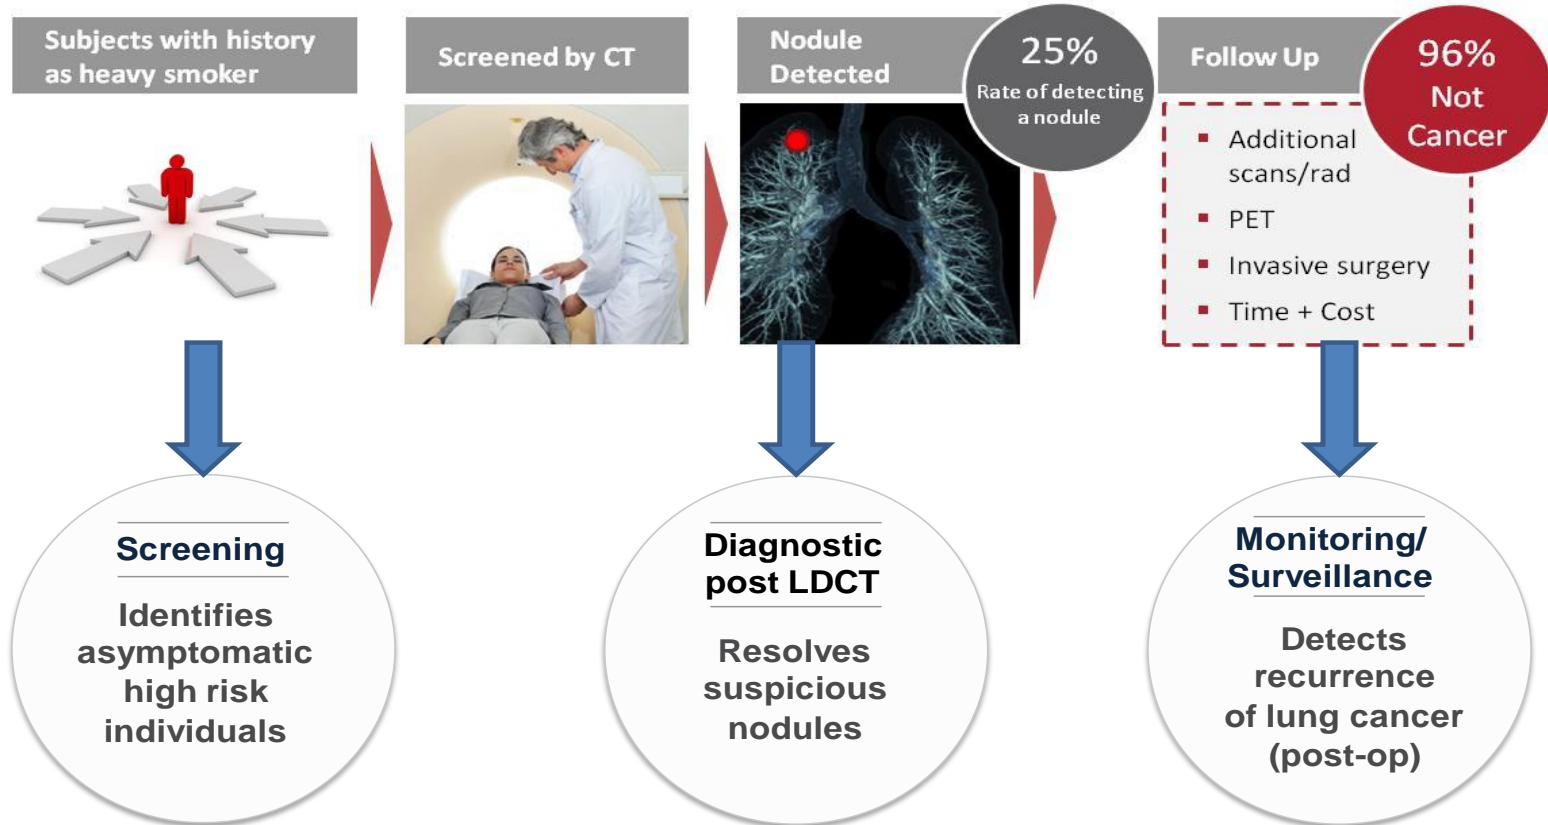 Subjects with history
as heavy smoker
Screened by CT
Nodule
Detected
25%
Rate of detecting
a nodule
Follow Up
96%
Not
Cancer
▪ Additional
scans/rad
▪ PET
▪ Invasive surgery
▪ Time + Cost
Screening
Identifies
asymptomatic
high risk
individuals
Diagnostic
post LDCT
Resolves
suspicious
nodules
Monitoring/
Surveillance
Detects
recurrence
of lung cancer
(post-op)